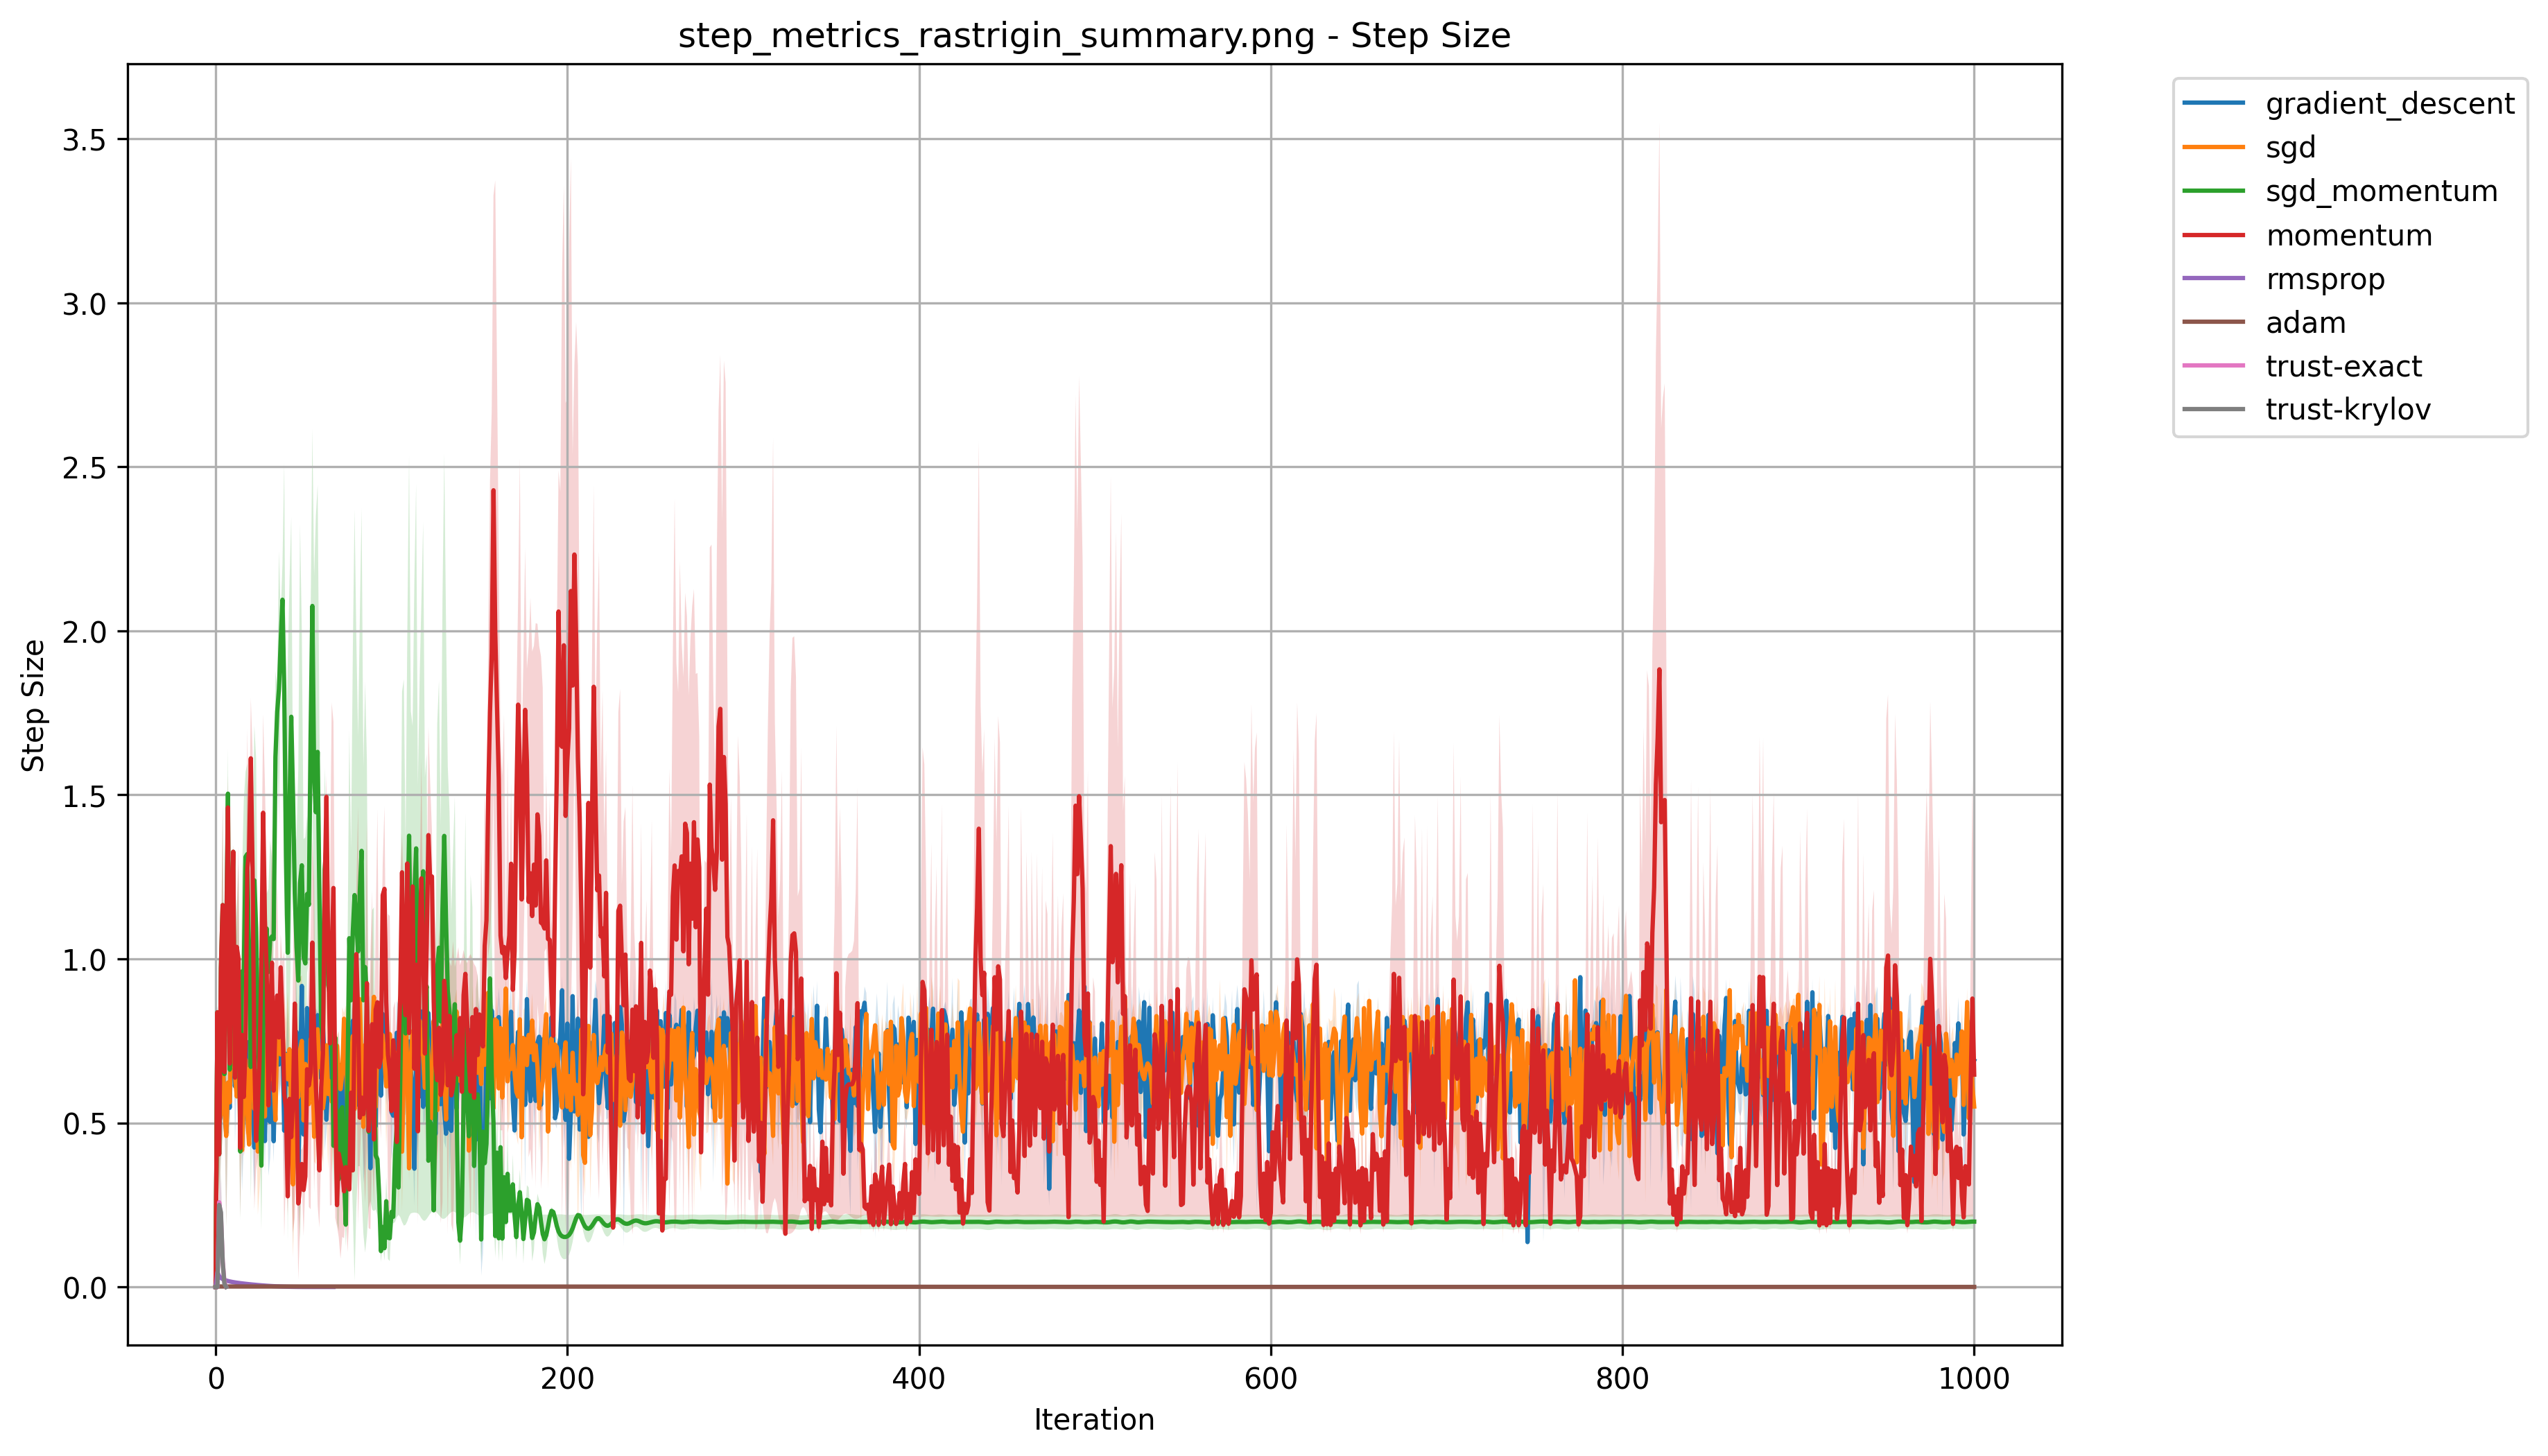 step_metrics_rastrigin_summary.png - Step Size
gradient_descent
sgd
sgd_momentum
momentum
rmsprop
adam
trust-exact
trust-krylov
Step Size
3.5
3.0
2.5
2.0
1.5
1.0
0.5
0.0
0 200 400 600 800 1000
Iteration